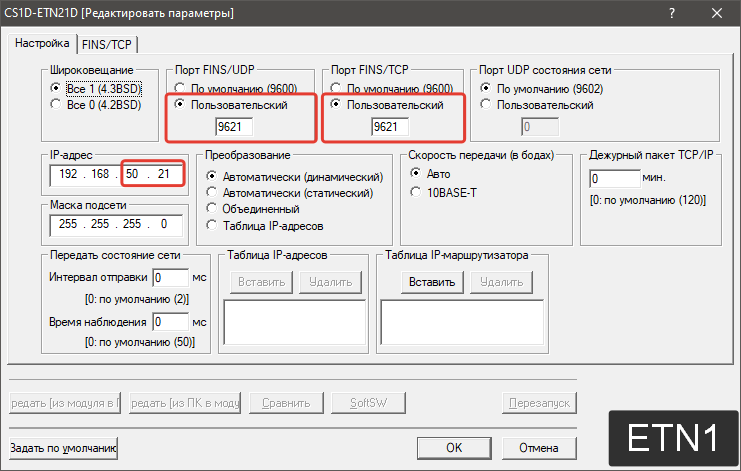 CS1D-ETN21D [Редактировать параметры]
Настройка FINS/TCP
Широковещание
Все 1 (4.3BSD)
Все 0 (4.2BSD)
Порт FINS/UDP
По умолчанию (9600)
Пользовательский
9621
Порт FINS/TCP
По умолчанию (9600)
Пользовательский
9621
Порт UDP состояния сети
По умолчанию (9602)
Пользовательский
0
IP-адрес
192 . 168 . 50 . 21
Маска подсети
255 . 255 . 255 . 0
Преобразование
Автоматически (динамический)
Автоматически (статический)
Объединенный
Таблица IP-адресов
Скорость передачи (в бодах)
Авто
10BASE-T
Дежурный пакет TCP/IP
0 мин.
[0: по умолчанию (120)]
Передать состояние сети
Интервал отправки 0 мс
[0: по умолчанию (2)]
Время наблюдения 0 мс
[0: по умолчанию (50)]
Таблица IP-адресов
Вставить Удалить
Таблица IP-маршрутизатора
Вставить Удалить
редать [из модуля в П редать [из ПК в моду Сравнить SoftSW Перезапуск
Задать по умолчанию OK Отмена
ETN1